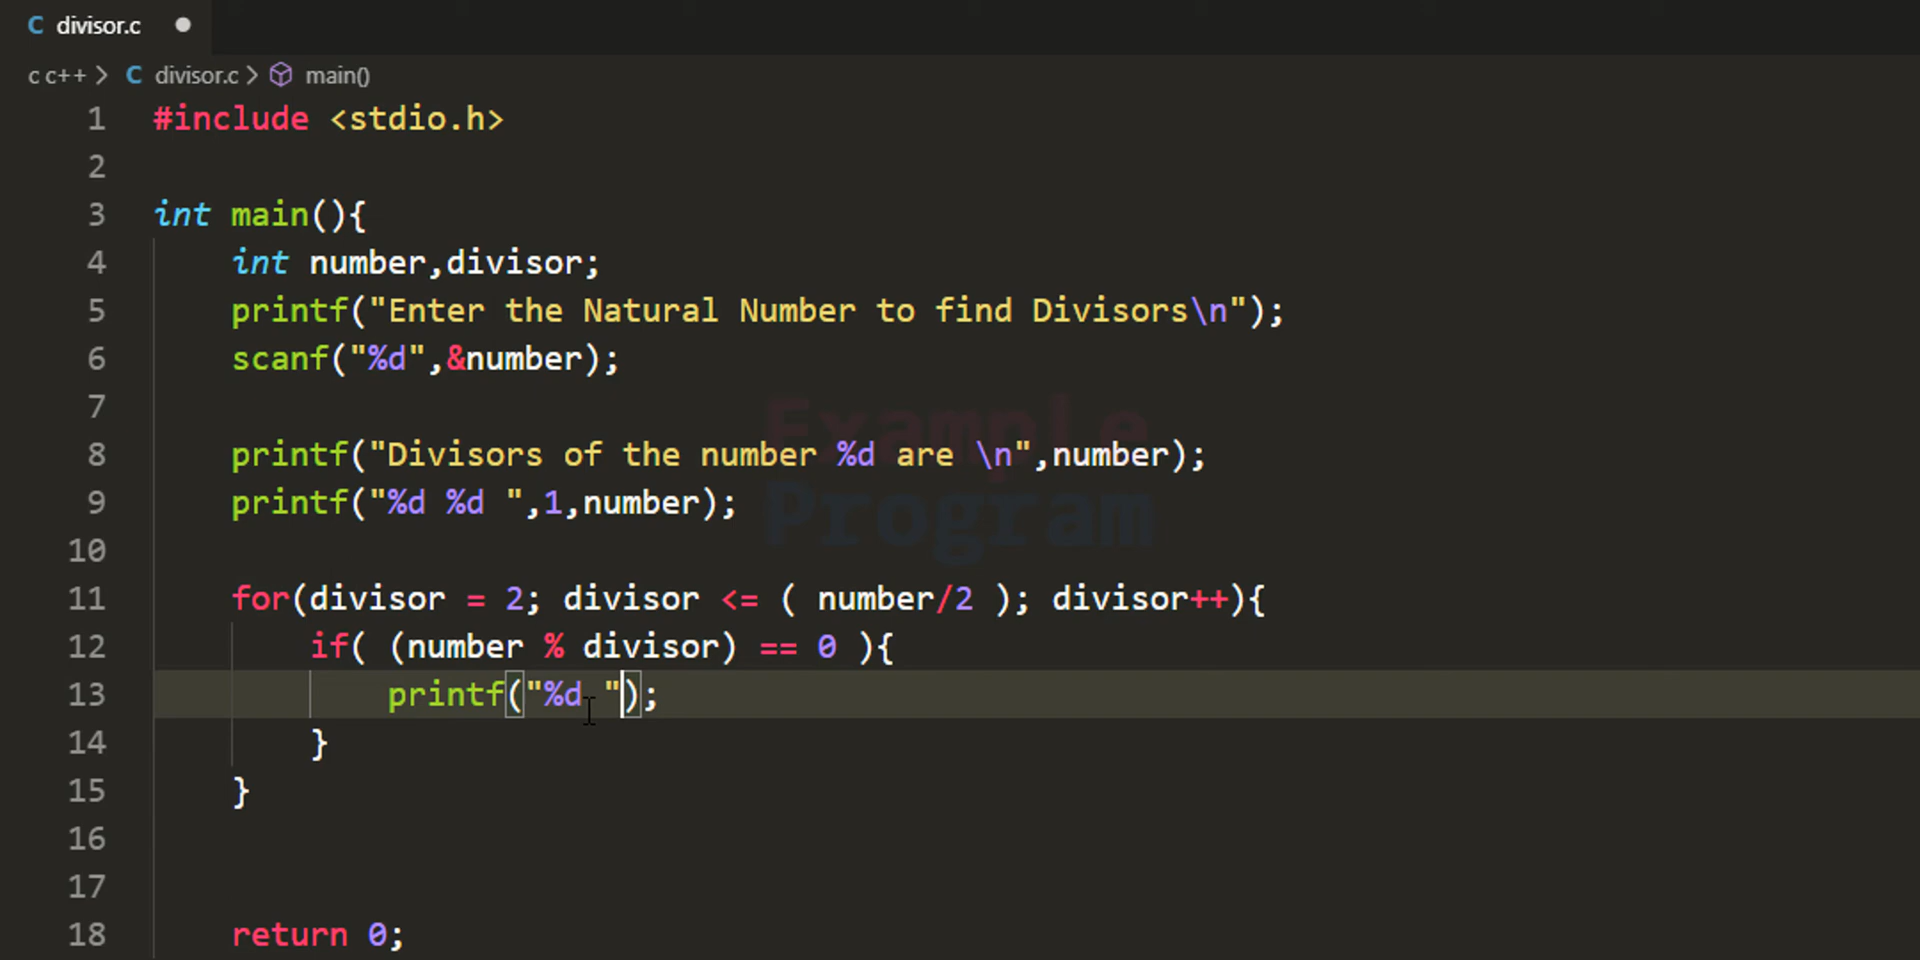 divisor.c
c c++ > C divisor.c > main()
1 #include <stdio.h>
2
3 int main(){
4     int number,divisor;
5     printf("Enter the Natural Number to find Divisors\n");
6     scanf("%d",&number);
7
8     printf("Divisors of the number %d are \n",number);
9     printf("%d %d ",1,number);
10
11     for(divisor = 2; divisor <= ( number/2 ); divisor++){
12         if( (number % divisor) == 0 ){
13             printf("%d ");
14         }
15     }
16
17
18     return 0;
Example
Program